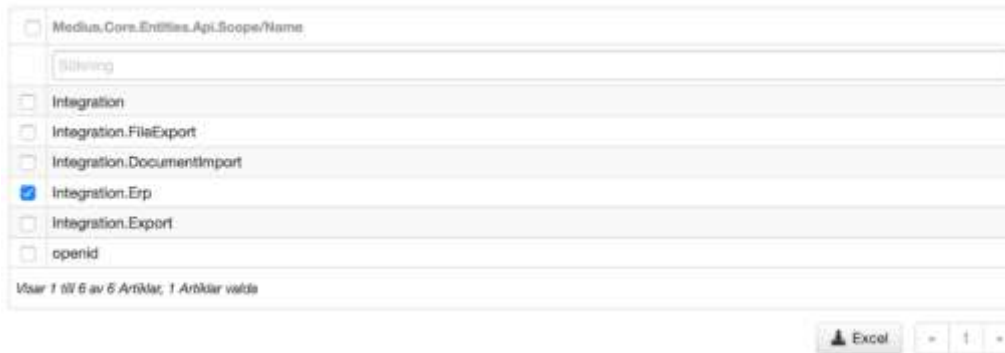 Medius.Core.Entities.Api.Scope/Name
Sökning
Integration
Integration.FileExport
Integration.DocumentImport
Integration.Erp
Integration.Export
openid
Visar 1 till 6 av 6 Artiklar, 1 Artiklar valda
Excel « 1 »